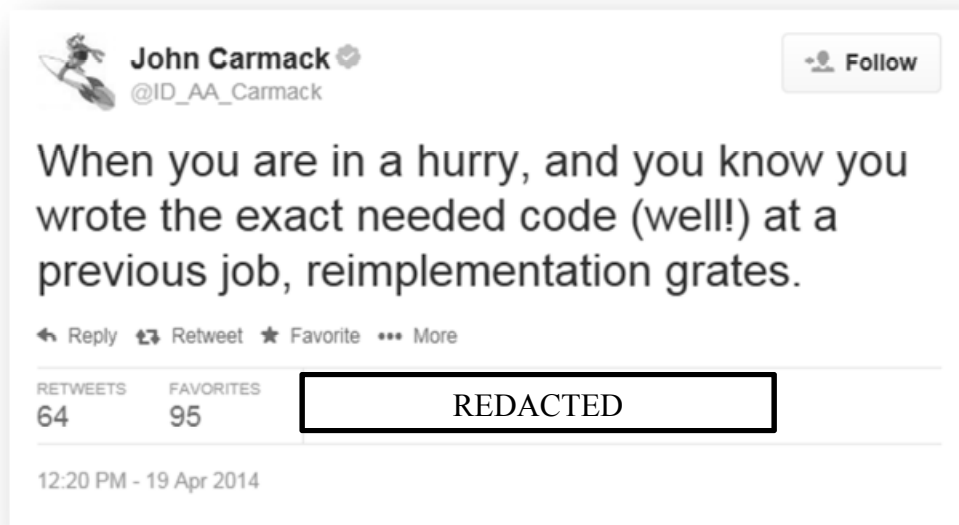 John Carmack
@ID_AA_Carmack
Follow
When you are in a hurry, and you know you
wrote the exact needed code (well!) at a
previous job, reimplementation grates.
Reply Retweet Favorite More
RETWEETS FAVORITES
64 95
REDACTED
12:20 PM - 19 Apr 2014